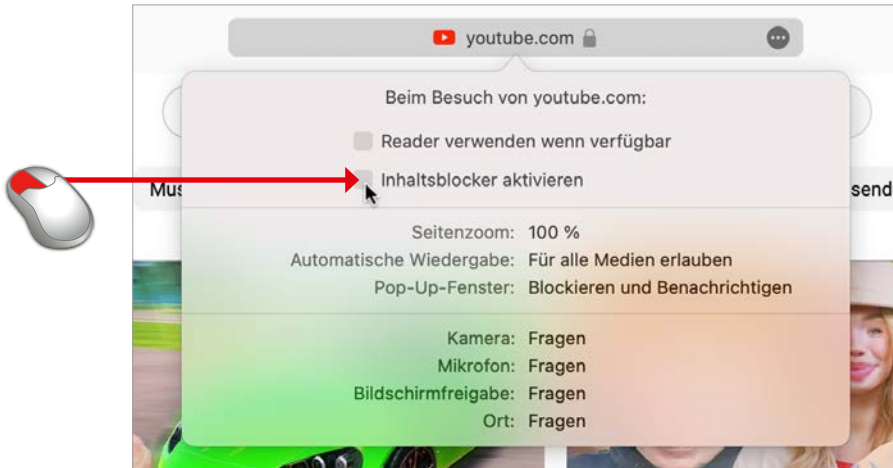 youtube.com
Beim Besuch von youtube.com:
Reader verwenden wenn verfügbar
Inhaltsblocker aktivieren
Seitenzoom: 100 %
Automatische Wiedergabe: Für alle Medien erlauben
Pop-Up-Fenster: Blockieren und Benachrichtigen
Kamera: Fragen
Mikrofon: Fragen
Bildschirmfreigabe: Fragen
Ort: Fragen